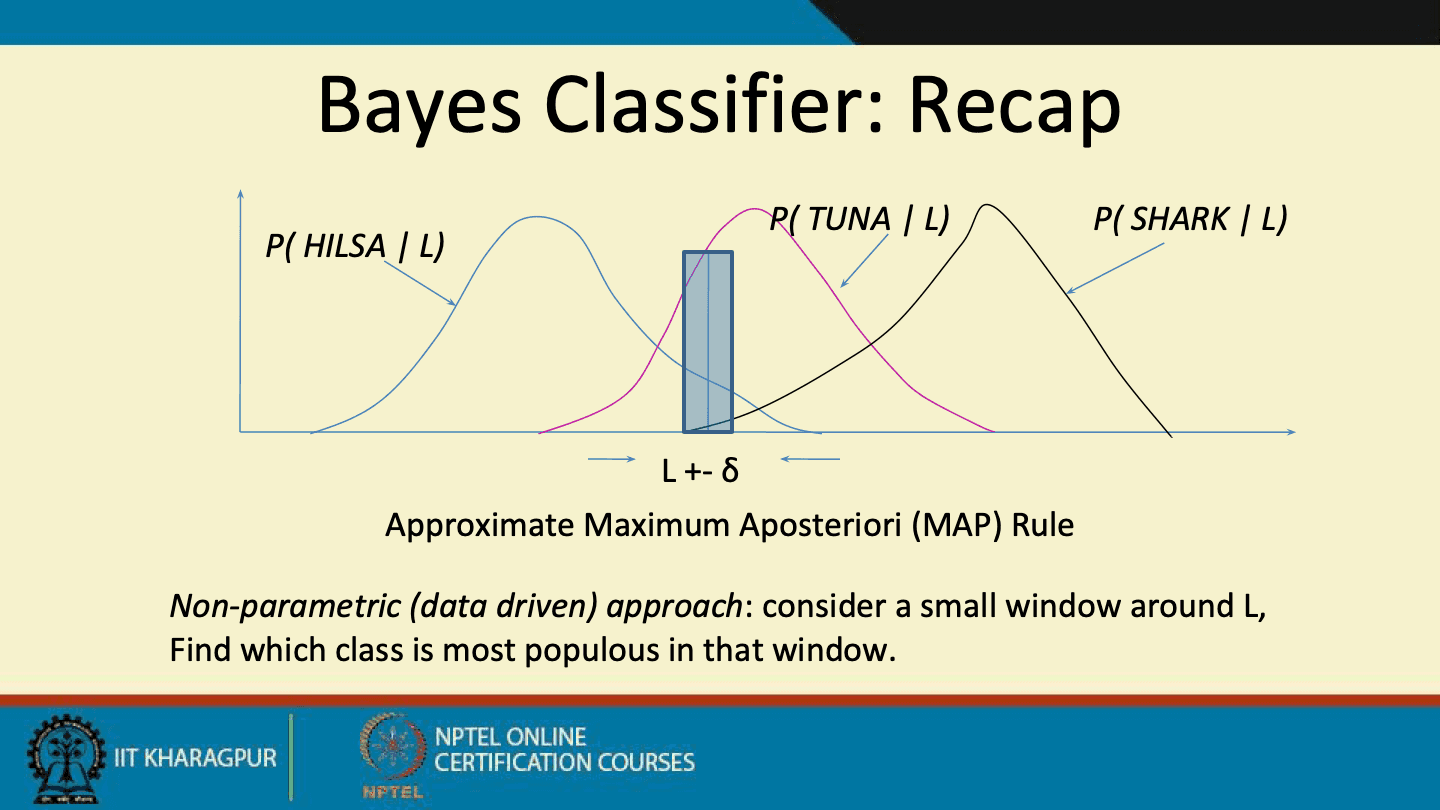 Bayes Classifier: Recap
P( HILSA | L)
P( TUNA | L)
P( SHARK | L)
L +- δ
Approximate Maximum Aposteriori (MAP) Rule
Non-parametric (data driven) approach: consider a small window around L,
Find which class is most populous in that window.
IIT KHARAGPUR
NPTEL
NPTEL ONLINE
CERTIFICATION COURSES